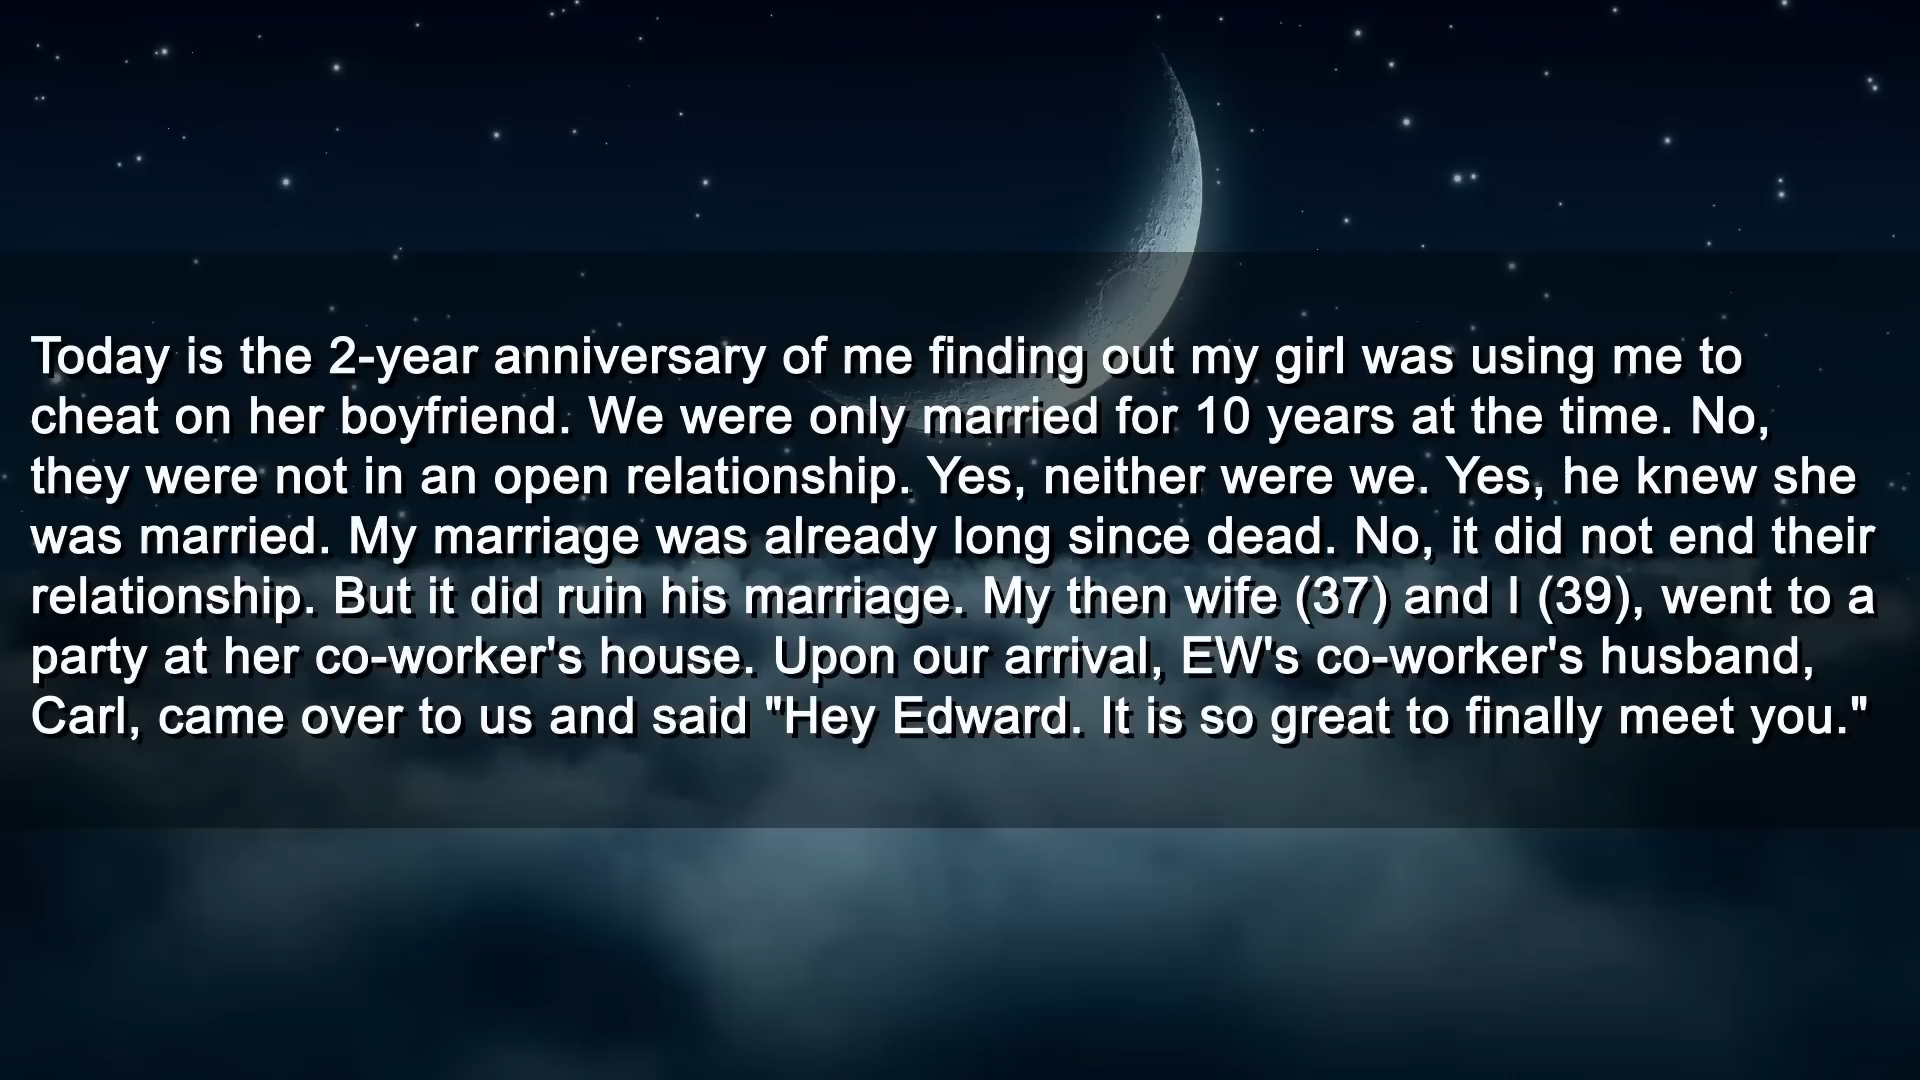 Today is the 2-year anniversary of me finding out my girl was using me to
cheat on her boyfriend. We were only married for 10 years at the time. No,
they were not in an open relationship. Yes, neither were we. Yes, he knew she
was married. My marriage was already long since dead. No, it did not end their
relationship. But it did ruin his marriage. My then wife (37) and I (39), went to a
party at her co-worker's house. Upon our arrival, EW's co-worker's husband,
Carl, came over to us and said "Hey Edward. It is so great to finally meet you."